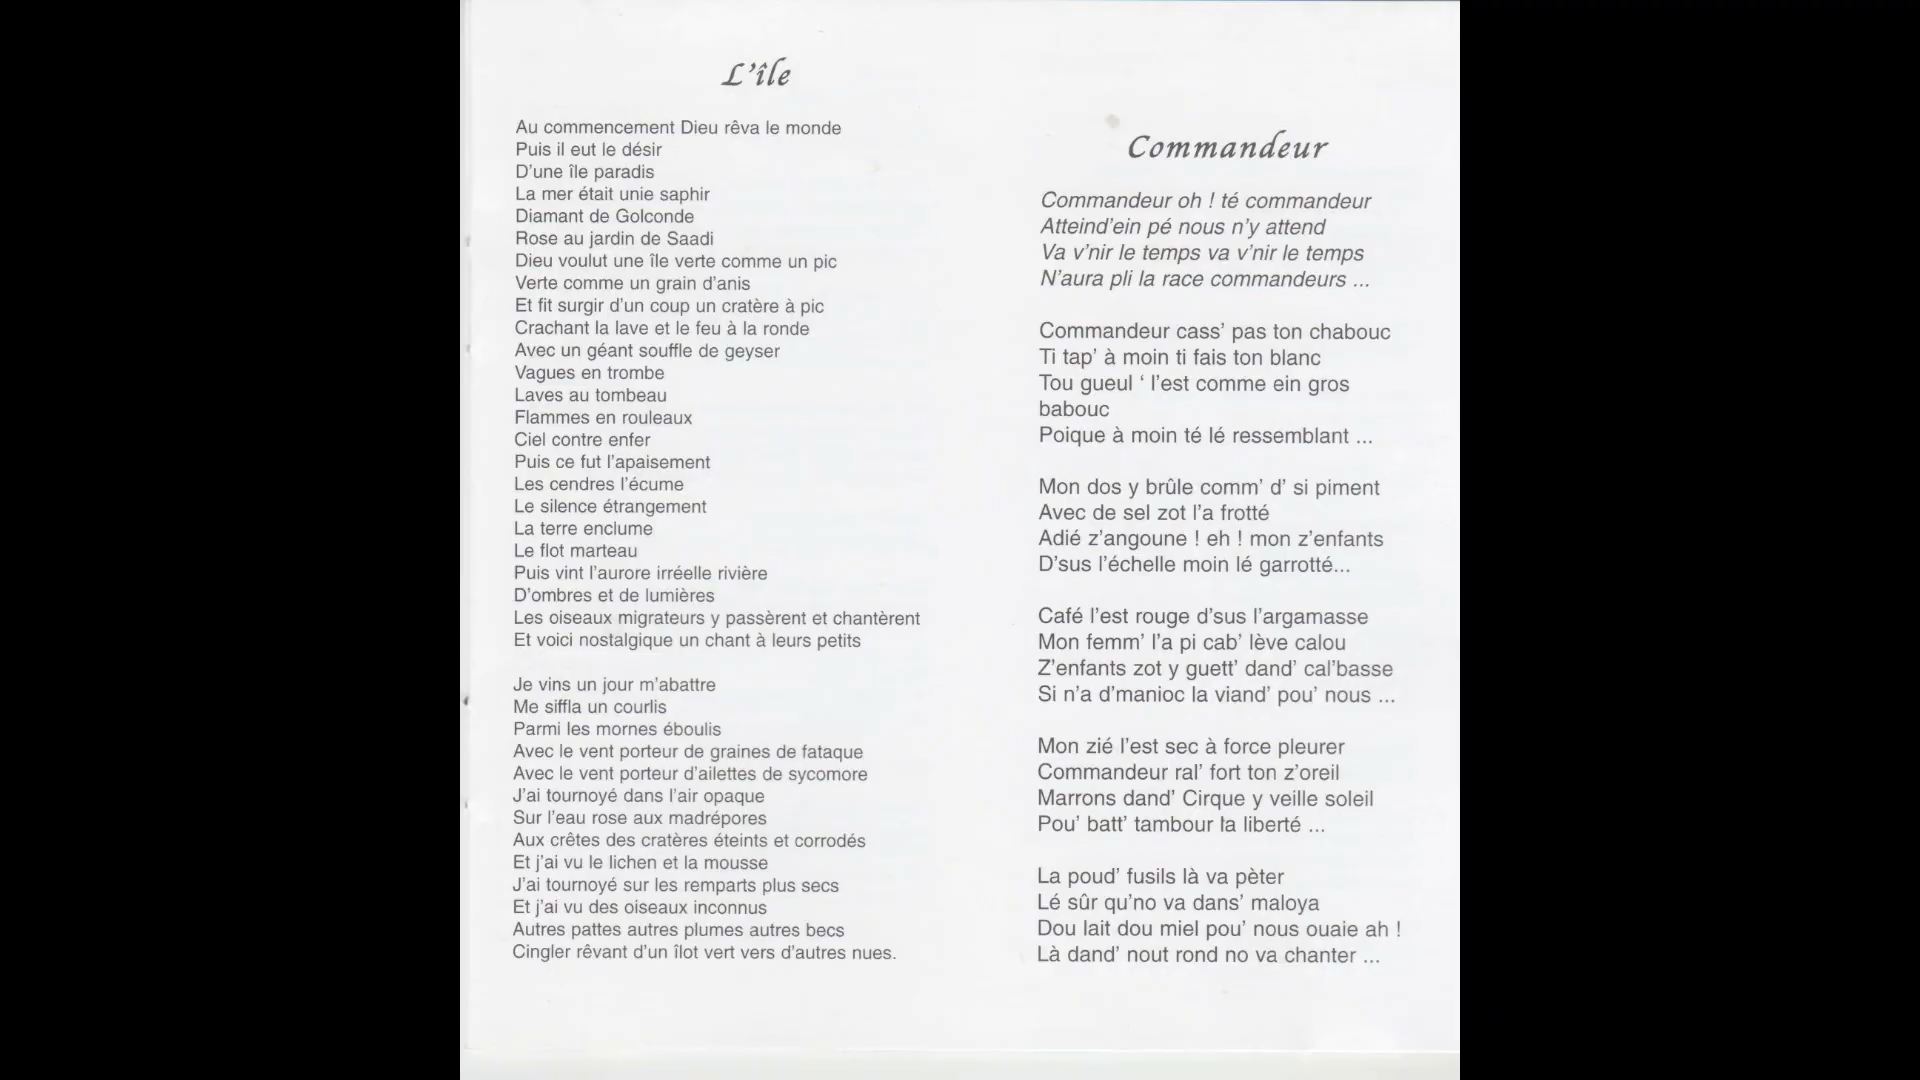 L'île
Au commencement Dieu rêva le monde
Puis il eut le désir
D'une île paradis
La mer était unie saphir
Diamant de Golconde
Rose au jardin de Saadi
Dieu voulut une île verte comme un pic
Verte comme un grain d'anis
Et fit surgir d'un coup un cratère à pic
Crachant la lave et le feu à la ronde
Avec un géant souffle de geyser
Vagues en trombe
Laves au tombeau
Flammes en rouleaux
Ciel contre enfer
Puis ce fut l'apaisement
Les cendres l'écume
Le silence étrangement
La terre enclume
Le flot marteau
Puis vint l'aurore irréelle rivière
D'ombres et de lumières
Les oiseaux migrateurs y passèrent et chantèrent
Et voici nostalgique un chant à leurs petits
Je vins un jour m'abattre
Me siffla un courlis
Parmi les mornes éboulis
Avec le vent porteur de graines de fataque
Avec le vent porteur d'ailettes de sycomore
J'ai tournoyé dans l'air opaque
Sur l'eau rose aux madrépores
Aux crêtes des cratères éteints et corrodés
Et j'ai vu le lichen et la mousse
J'ai tournoyé sur les remparts plus secs
Et j'ai vu des oiseaux inconnus
Autres pattes autres plumes autres becs
Cingler rêvant d'un îlot vert vers d'autres nues.
Commandeur
Commandeur oh ! té commandeur
Atteind'ein pé nous n'y attend
Va v'nir le temps va v'nir le temps
N'aura pli la race commandeurs ...
Commandeur cass' pas ton chabouc
Ti tap' à moin ti fais ton blanc
Tou gueul ‘ l'est comme ein gros
babouc
Poique à moin té lé ressemblant ...
Mon dos y brûle comm' d' si piment
Avec de sel zot l'a frotté
Adié z'angoune ! eh ! mon z'enfants
D'sus l'échelle moin lé garrotté...
Café l'est rouge d'sus l'argamasse
Mon femm' l'a pi cab' lève calou
Z'enfants zot y guett' dand' cal'basse
Si n'a d'manioc la viand' pou' nous ...
Mon zié l'est sec à force pleurer
Commandeur ral' fort ton z'oreil
Marrons dand' Cirque y veille soleil
Pou' batt' tambour la liberté ...
La poud' fusils là va pèter
Lé sûr qu'no va dans' maloya
Dou lait dou miel pou' nous ouaie ah !
Là dand' nout rond no va chanter ...